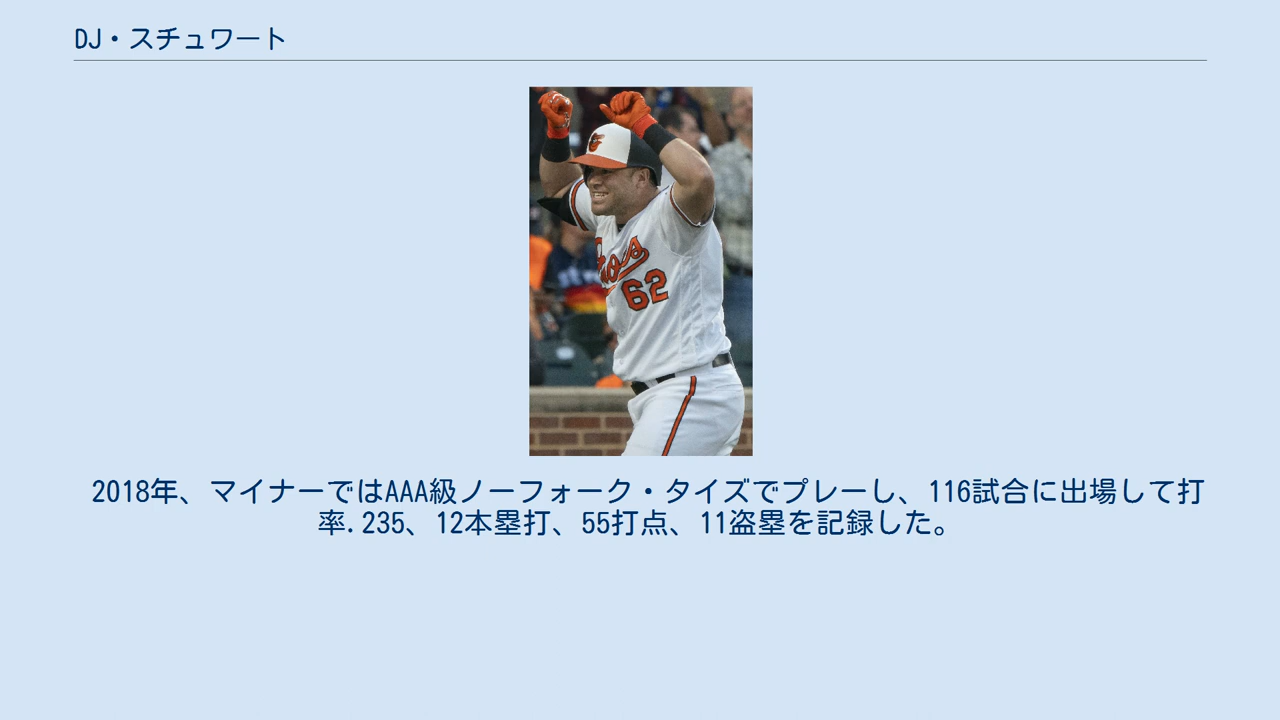 DJ・スチュワート
62
2018年、マイナーではAAA級ノーフォーク・タイズでプレーし、116試合に出場して打
率.235、12本塁打、55打点、11盗塁を記録した。